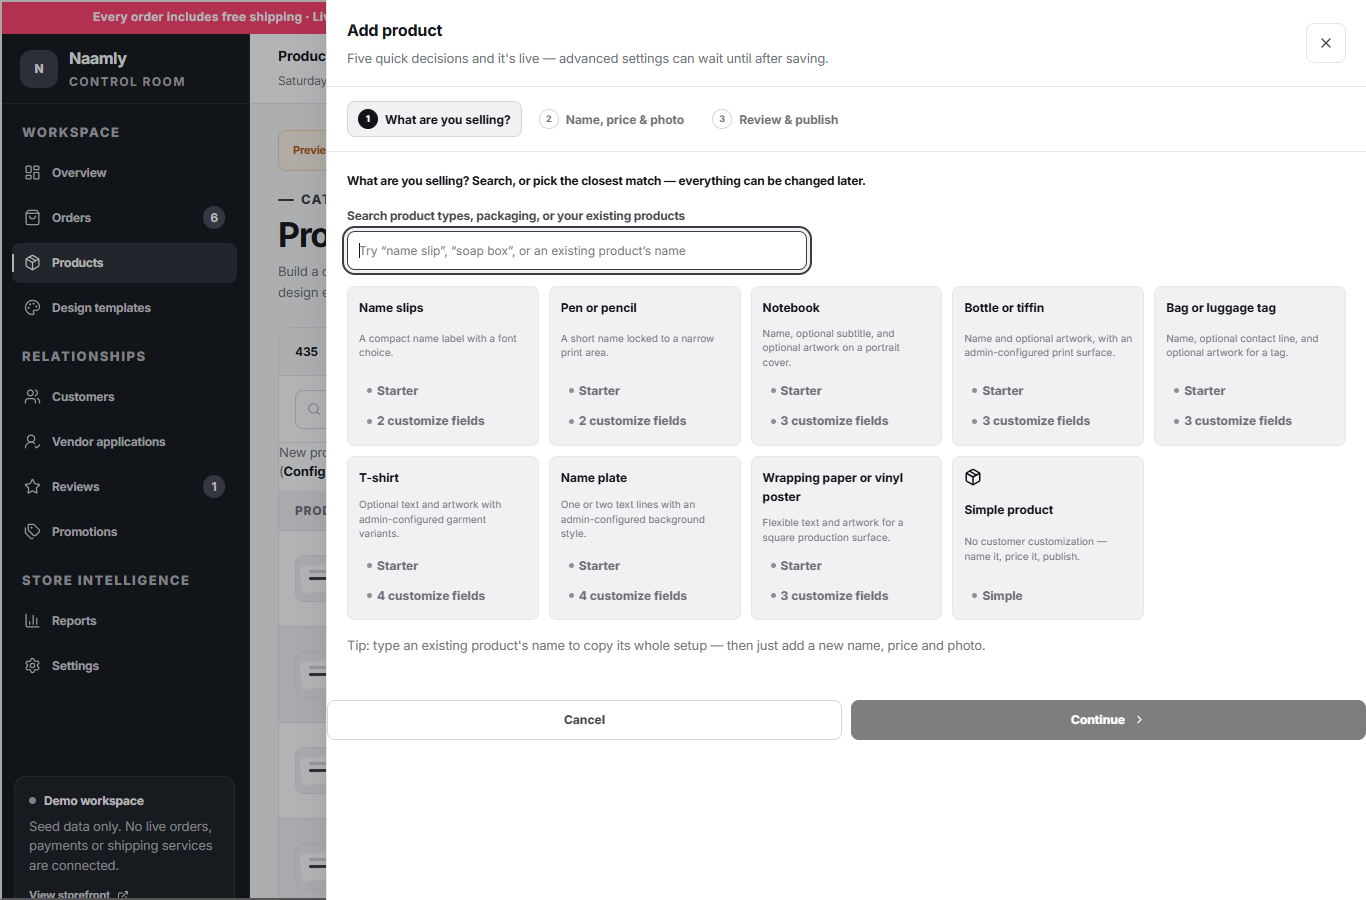 Every order includes free shipping · Li
N
Naamly
CONTROL ROOM
WORKSPACE
Overview
Orders
6
Products
Design templates
RELATIONSHIPS
Customers
Vendor applications
Reviews
1
Promotions
STORE INTELLIGENCE
Reports
Settings
Demo workspace
Seed data only. No live orders,
payments or shipping services
are connected.
View storefront
Produc
Saturday
Previe
— CAT
Pro
Build a c
design e
435
New pro
(Config
PROD
Add product
Five quick decisions and it's live — advanced settings can wait until after saving.
1 What are you selling?
2 Name, price & photo
3 Review & publish
What are you selling? Search, or pick the closest match — everything can be changed later.
Search product types, packaging, or your existing products
Try “name slip”, “soap box”, or an existing product’s name
Name slips
A compact name label with a font
choice.
• Starter
• 2 customize fields
Pen or pencil
A short name locked to a narrow
print area.
• Starter
• 2 customize fields
Notebook
Name, optional subtitle, and
optional artwork on a portrait
cover.
• Starter
• 3 customize fields
Bottle or tiffin
Name and optional artwork, with an
admin-configured print surface.
• Starter
• 3 customize fields
Bag or luggage tag
Name, optional contact line, and
optional artwork for a tag.
• Starter
• 3 customize fields
T-shirt
Optional text and artwork with
admin-configured garment
variants.
• Starter
• 4 customize fields
Name plate
One or two text lines with an
admin-configured background
style.
• Starter
• 4 customize fields
Wrapping paper or vinyl
poster
Flexible text and artwork for a
square production surface.
• Starter
• 3 customize fields
Simple product
No customer customization —
name it, price it, publish.
• Simple
Tip: type an existing product's name to copy its whole setup — then just add a new name, price and photo.
Cancel
Continue